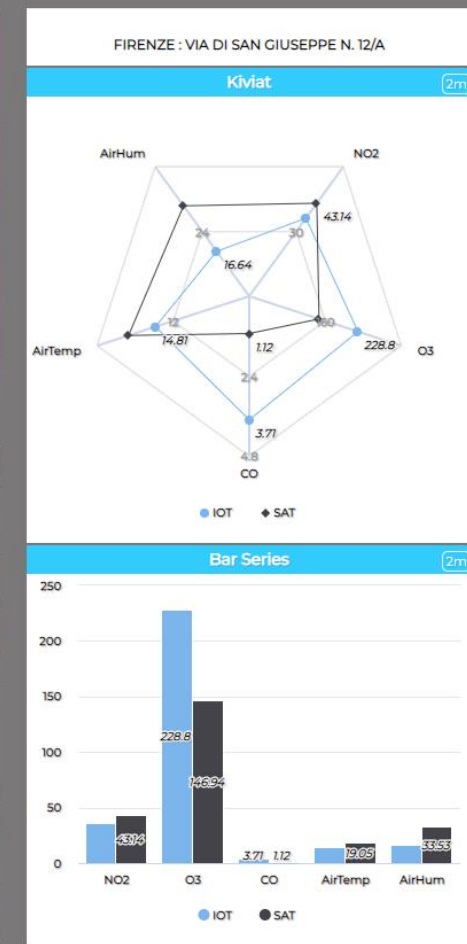 FIRENZE : VIA DI SAN GIUSEPPE N. 12/A
Kiviat
2m
AirHum
NO2
24
30
43.14
16.64
12
14.81
160
228.8
AirTemp
O3
1.12
2.4
3.71
4.8
CO
IOT SAT
Bar Series
2m
250
200
150
100
50
0
228.8
146.94
43.14
3.71 1.12
19.05
33.53
NO2 O3 CO AirTemp AirHum
IOT SAT